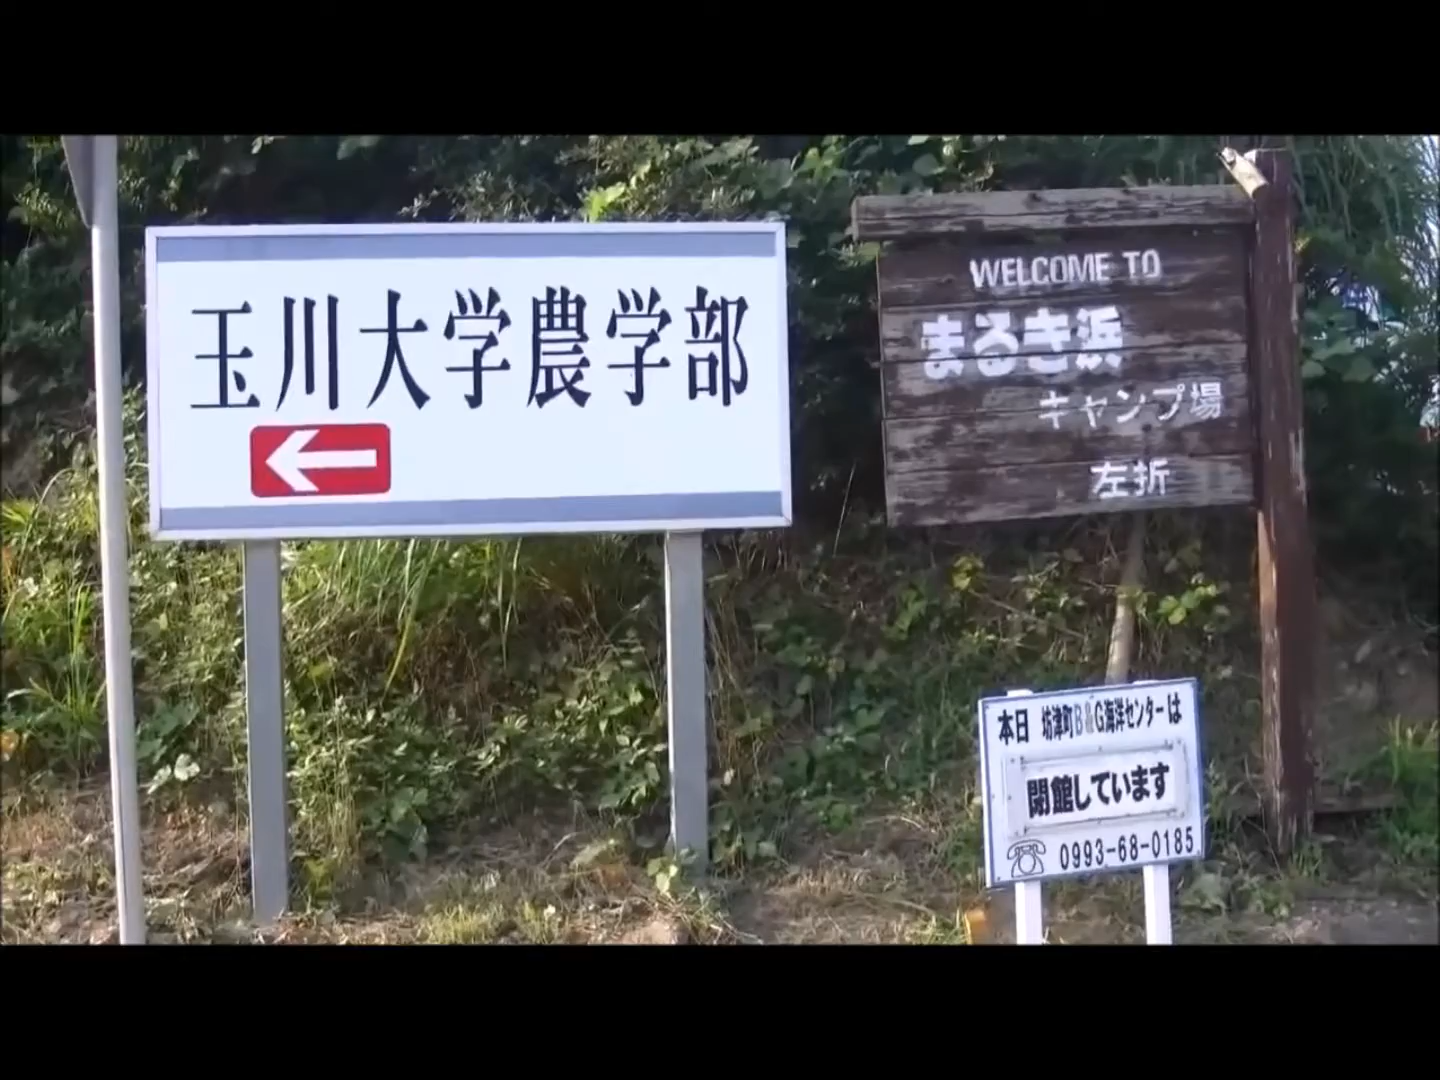 玉川大学農学部
WELCOME TO
まるき浜
キャンプ場
左折
本日 坊津町B&G海洋センターは
閉館しています
0993-68-0185